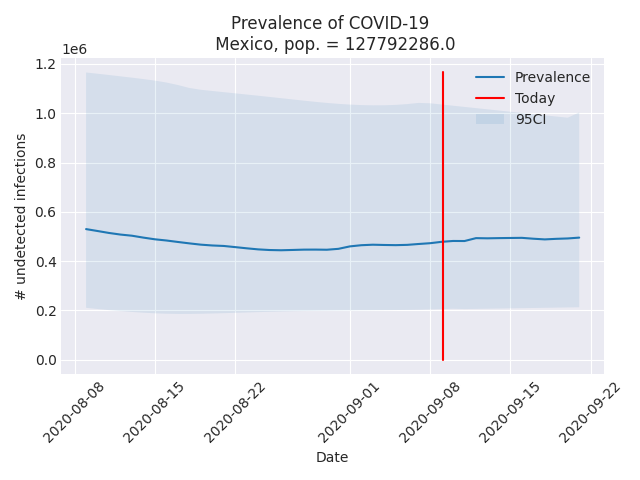 Prevalence of COVID-19
Mexico, pop. = 127792286.0
1e6
1.2
1.0
0.8
0.6
0.4
0.2
0.0
# undetected infections
Prevalence
Today
95CI
2020-08-08
2020-08-15
2020-08-22
2020-09-01
2020-09-08
2020-09-15
2020-09-22
Date